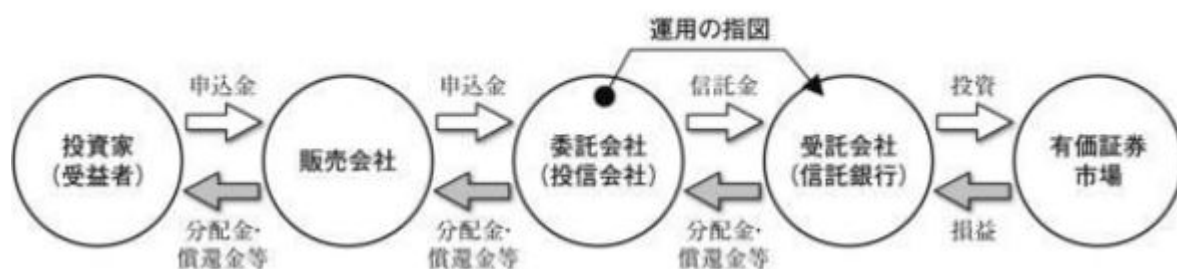 運用の指図
申込金
申込金
信託金
投資
投資家
(受益者)
販売会社
委託会社
(投信会社)
受託会社
(信託銀行)
有価証券
市場
分配金・
償還金等
分配金・
償還金等
分配金・
償還金等
損益